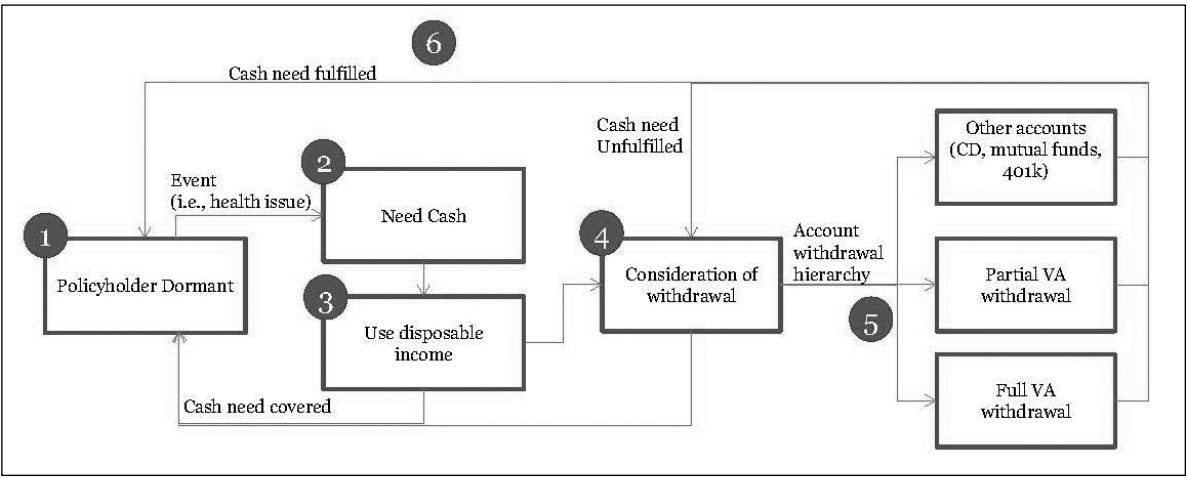 6
Cash need fulfilled
Cash need
Unfulfilled
Other accounts
(CD, mutual funds,
401k)
2
Event
(i.e., health issue)
Need Cash
1
Policyholder Dormant
4
Consideration of
withdrawal
Account
withdrawal
hierarchy
Partial VA
withdrawal
3
Use disposable
income
5
Cash need covered
Full VA
withdrawal